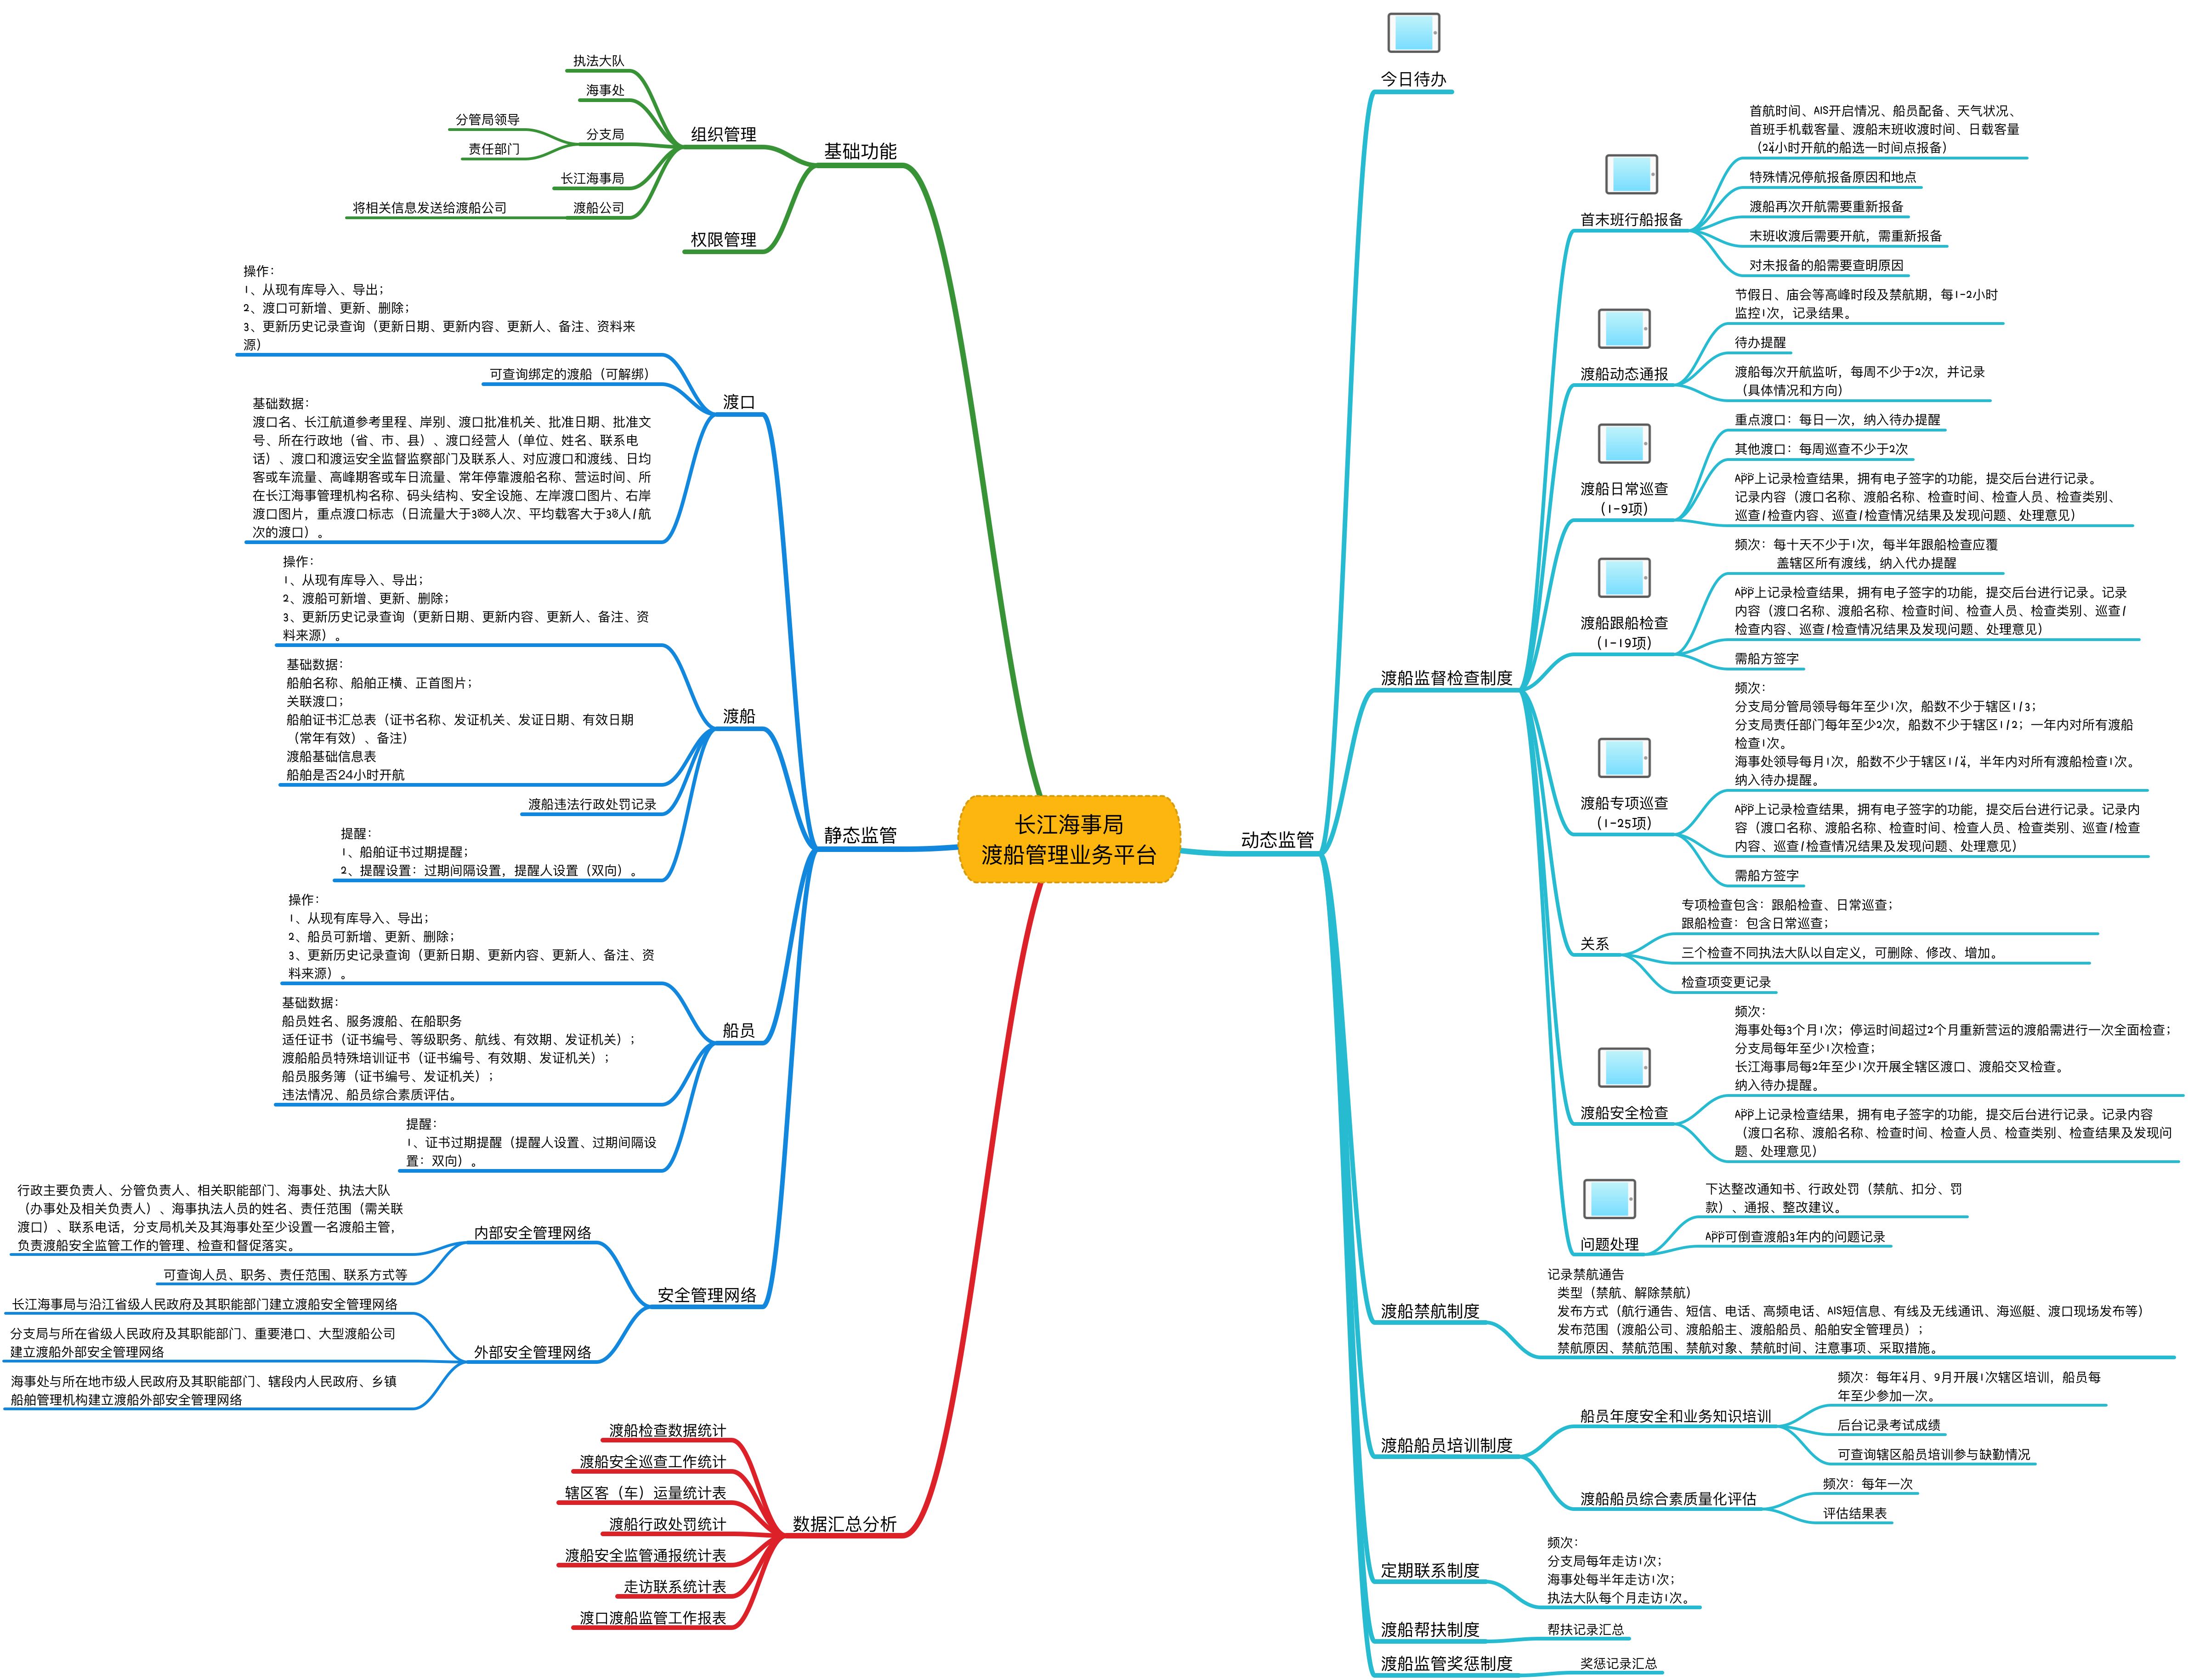 长江海事局
渡船管理业务平台
基础功能
组织管理
执法大队
海事处
分支局
分管局领导
责任部门
长江海事局
渡船公司
将相关信息发送给渡船公司
权限管理
静态监管
渡口
操作：
1、从现有库导入、导出；
2、渡口可新增、更新、删除；
3、更新历史记录查询（更新日期、更新内容、更新人、备注、资料来
源）
可查询绑定的渡船（可解绑）
基础数据：
渡口名、长江航道参考里程、岸别、渡口批准机关、批准日期、批准文
号、所在行政地（省、市、县）、渡口经营人（单位、姓名、联系电
话）、渡口和渡运安全监督监察部门及联系人、对应渡口和渡线、日均
客或车流量、高峰期客或车日流量、常年停靠渡船名称、营运时间、所
在长江海事管理机构名称、码头结构、安全设施、左岸渡口图片、右岸
渡口图片，重点渡口标志（日流量大于300人次、平均载客大于30人/航
次的渡口）。
渡船
操作：
1、从现有库导入、导出；
2、渡船可新增、更新、删除；
3、更新历史记录查询（更新日期、更新内容、更新人、备注、资
料来源）。
基础数据：
船舶名称、船舶正横、正首图片；
关联渡口；
船舶证书汇总表（证书名称、发证机关、发证日期、有效日期
（常年有效）、备注）
渡船基础信息表
船舶是否24小时开航
渡船违法行政处罚记录
提醒：
1、船舶证书过期提醒；
2、提醒设置：过期间隔设置，提醒人设置（双向）。
船员
操作：
1、从现有库导入、导出；
2、船员可新增、更新、删除；
3、更新历史记录查询（更新日期、更新内容、更新人、备注、资
料来源）。
基础数据：
船员姓名、服务渡船、在船职务
适任证书（证书编号、等级职务、航线、有效期、发证机关）；
渡船船员特殊培训证书（证书编号、有效期、发证机关）；
船员服务簿（证书编号、发证机关）；
违法情况、船员综合素质评估。
提醒：
1、证书过期提醒（提醒人设置、过期间隔设
置：双向）。
安全管理网络
内部安全管理网络
行政主要负责人、分管负责人、相关职能部门、海事处、执法大队
（办事处及相关负责人）、海事执法人员的姓名、责任范围（需关联
渡口）、联系电话，分支局机关及其海事处至少设置一名渡船主管，
负责渡船安全监管工作的管理、检查和督促落实。
可查询人员、职务、责任范围、联系方式等
外部安全管理网络
长江海事局与沿江省级人民政府及其职能部门建立渡船安全管理网络
分支局与所在省级人民政府及其职能部门、重要港口、大型渡船公司
建立渡船外部安全管理网络
海事处与所在地市级人民政府及其职能部门、辖段内人民政府、乡镇
船舶管理机构建立渡船外部安全管理网络
数据汇总分析
渡船检查数据统计
渡船安全巡查工作统计
辖区客（车）运量统计表
渡船行政处罚统计
渡船安全监管通报统计表
走访联系统计表
渡口渡船监管工作报表
动态监管
今日待办
渡船监督检查制度
首末班行船报备
首航时间、AIS开启情况、船员配备、天气状况、
首班手机载客量、渡船末班收渡时间、日载客量
（24小时开航的船选一时间点报备）
特殊情况停航报备原因和地点
渡船再次开航需要重新报备
末班收渡后需要开航，需重新报备
对未报备的船需要查明原因
渡船动态通报
节假日、庙会等高峰时段及禁航期，每1-2小时
监控1次，记录结果。
待办提醒
渡船每次开航监听，每周不少于2次，并记录
（具体情况和方向）
渡船日常巡查
（1-9项）
重点渡口：每日一次，纳入待办提醒
其他渡口：每周巡查不少于2次
APP上记录检查结果，拥有电子签字的功能，提交后台进行记录。
记录内容（渡口名称、渡船名称、检查时间、检查人员、检查类别、
巡查/检查内容、巡查/检查情况结果及发现问题、处理意见）
渡船跟船检查
（1-19项）
频次：每十天不少于1次，每半年跟船检查应覆
盖辖区所有渡线，纳入代办提醒
APP上记录检查结果，拥有电子签字的功能，提交后台进行记录。记录
内容（渡口名称、渡船名称、检查时间、检查人员、检查类别、巡查/
检查内容、巡查/检查情况结果及发现问题、处理意见）
需船方签字
渡船专项巡查
（1-25项）
频次：
分支局分管局领导每年至少1次，船数不少于辖区1/3；
分支局责任部门每年至少2次，船数不少于辖区1/2；一年内对所有渡船
检查1次。
海事处领导每月1次，船数不少于辖区1/4，半年内对所有渡船检查1次。
纳入待办提醒。
APP上记录检查结果，拥有电子签字的功能，提交后台进行记录。记录内
容（渡口名称、渡船名称、检查时间、检查人员、检查类别、巡查/检查
内容、巡查/检查情况结果及发现问题、处理意见）
需船方签字
关系
专项检查包含：跟船检查、日常巡查；
跟船检查：包含日常巡查；
三个检查不同执法大队以自定义，可删除、修改、增加。
检查项变更记录
渡船安全检查
频次：
海事处每3个月1次；停运时间超过2个月重新营运的渡船需进行一次全面检查；
分支局每年至少1次检查；
长江海事局每2年至少1次开展全辖区渡口、渡船交叉检查。
纳入待办提醒。
APP上记录检查结果，拥有电子签字的功能，提交后台进行记录。记录内容
（渡口名称、渡船名称、检查时间、检查人员、检查类别、检查结果及发现问
题、处理意见）
问题处理
下达整改通知书、行政处罚（禁航、扣分、罚
款）、通报、整改建议。
APP可倒查渡船3年内的问题记录
渡船禁航制度
记录禁航通告
类型（禁航、解除禁航）
发布方式（航行通告、短信、电话、高频电话、AIS短信息、有线及无线通讯、海巡艇、渡口现场发布等）
发布范围（渡船公司、渡船船主、渡船船员、船舶安全管理员）；
禁航原因、禁航范围、禁航对象、禁航时间、注意事项、采取措施。
渡船船员培训制度
船员年度安全和业务知识培训
频次：每年4月、9月开展1次辖区培训，船员每
年至少参加一次。
后台记录考试成绩
可查询辖区船员培训参与缺勤情况
渡船船员综合素质量化评估
频次：每年一次
评估结果表
定期联系制度
频次：
分支局每年走访1次；
海事处每半年走访1次；
执法大队每个月走访1次。
渡船帮扶制度
帮扶记录汇总
渡船监管奖惩制度
奖惩记录汇总